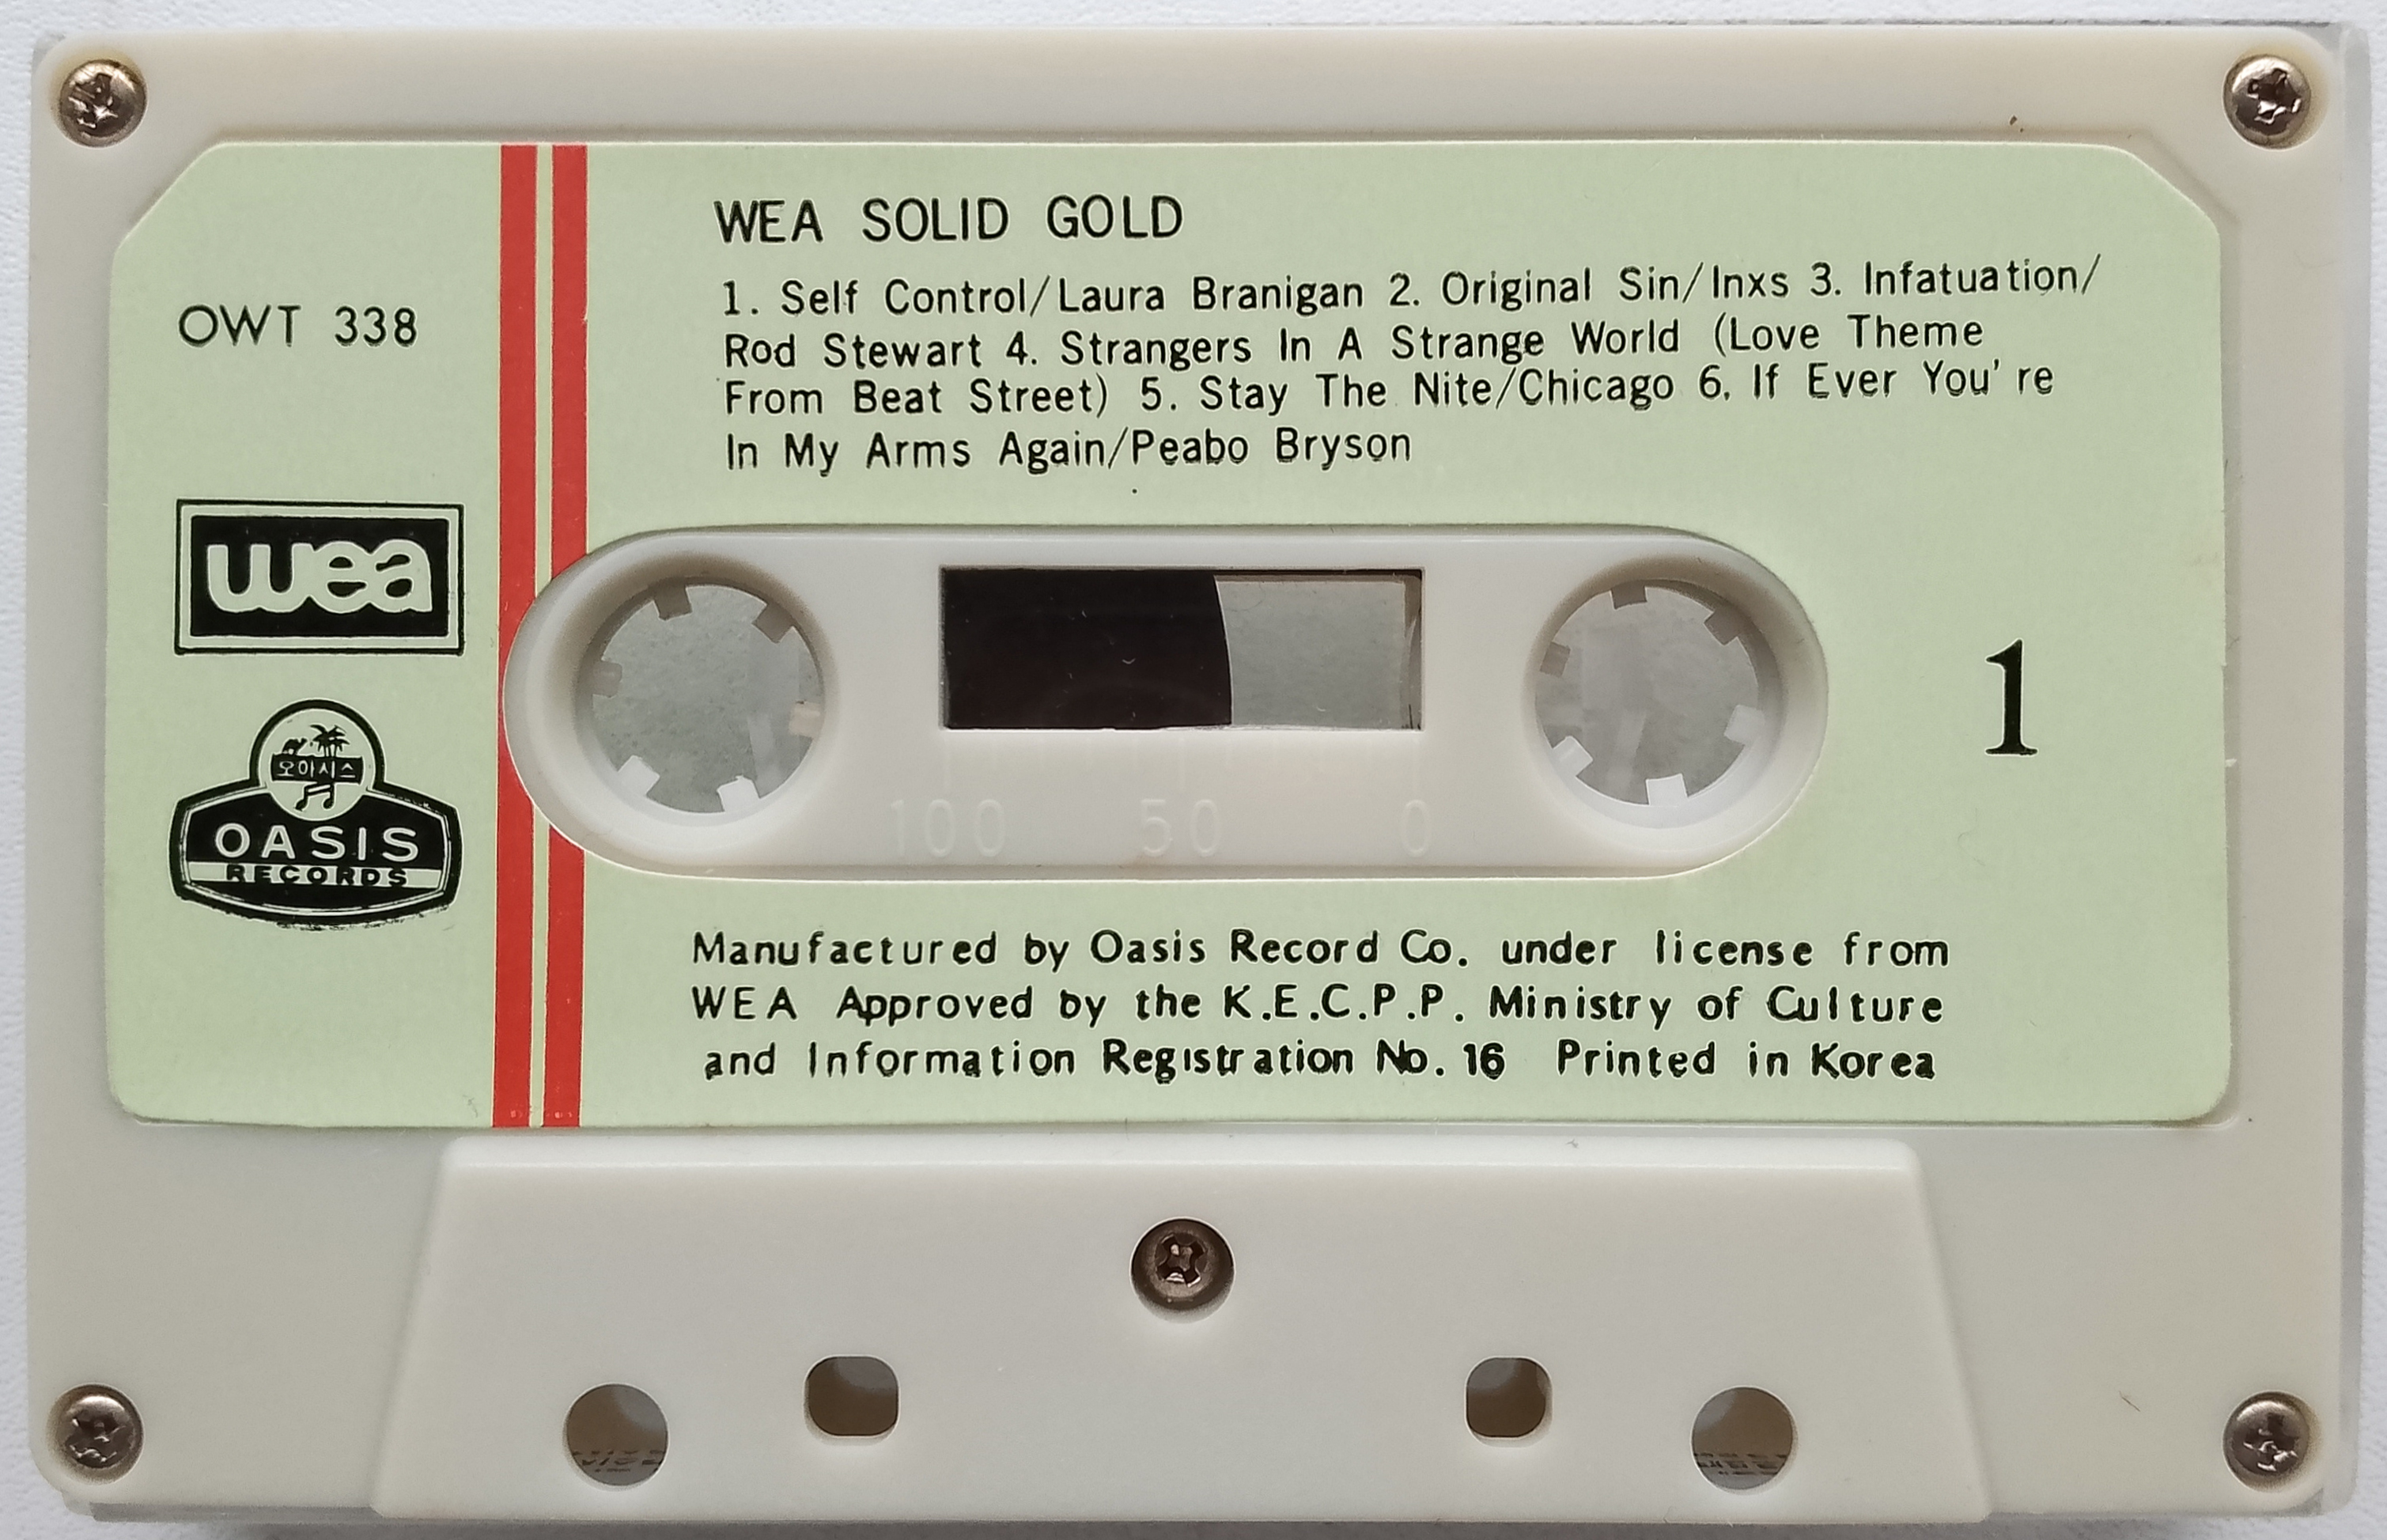 WEA SOLID GOLD
1. Self Control/Laura Branigan 2. Original Sin/Inxs 3. Infatuation/
Rod Stewart 4. Strangers In A Strange World (Love Theme
From Beat Street) 5. Stay The Nite/Chicago 6. If Ever You're
In My Arms Again/Peabo Bryson
OWT 338
wea
오아시스
OASIS
RECORDS
100 50 0
1
Manufactured by Oasis Record Co. under license from
WEA Approved by the K.E.C.P.P. Ministry of Culture
and Information Registration No. 16 Printed in Korea